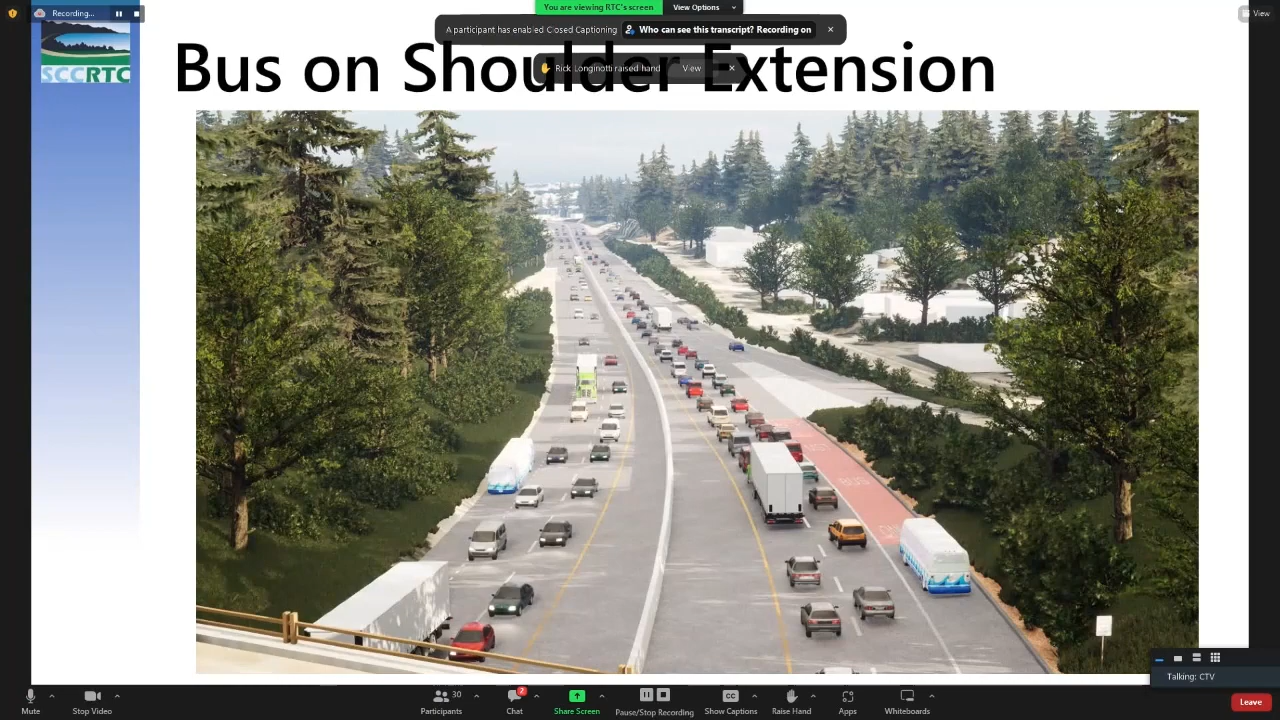 Recording...
You are viewing RTC's screen
View Options
View
A participant has enabled Closed Captioning
Who can see this transcript? Recording on
SCCRTC
Bus on Shoulder Extension
Rick Longinotti raised hand
View
BUS
ONLY
Talking: CTV
Mute
Stop Video
30
Participants
2
Chat
Share Screen
Pause/Stop Recording
CC
Show Captions
Raise Hand
Apps
Whiteboards
Leave